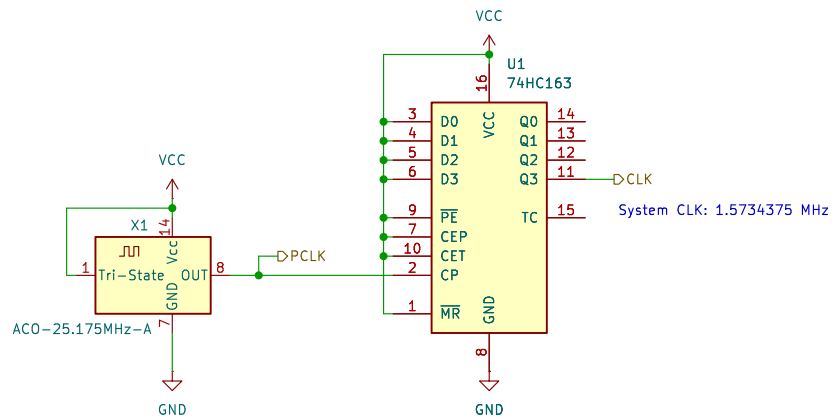 VCC
U1
74HC163
16
VCC
3 D0 Q0 14
4 D1 Q1 13
5 D2 Q2 12
6 D3 Q3 11 CLK
System CLK: 1.5734375 MHz
9 PE TC 15
7 CEP
10 CET
2 CP
1 MR
GND
8
GND
VCC
X1
14
Vcc
1 Tri-State OUT 8
PCLK
GND
7
ACO-25.175MHz-A
GND